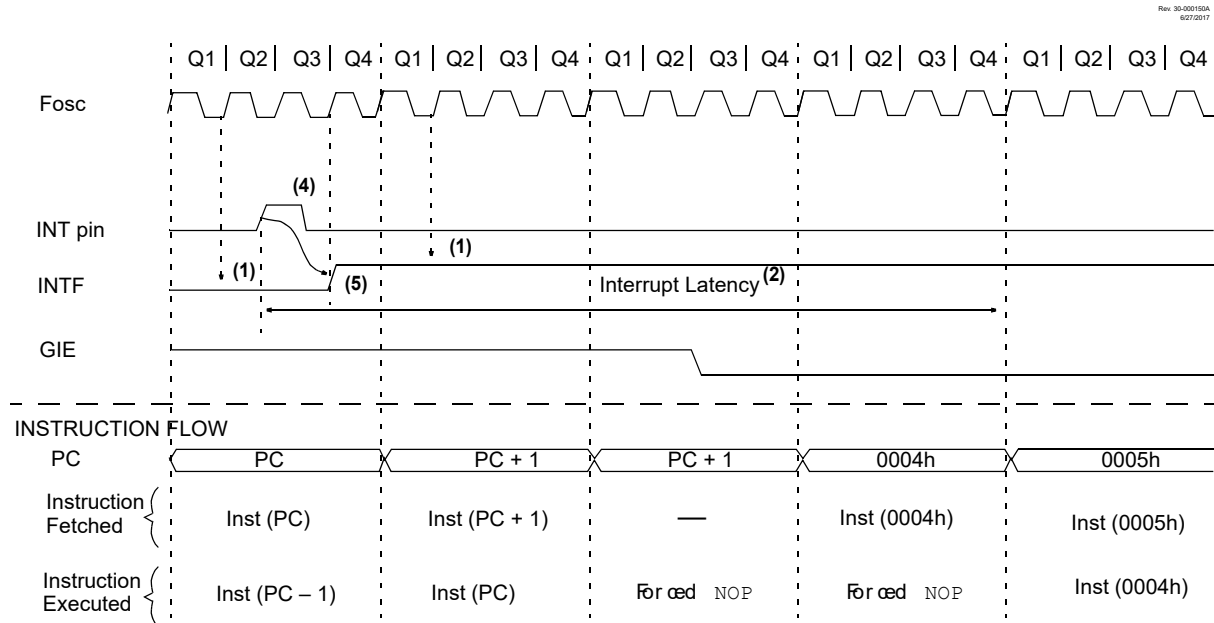 Rev. 30-000150A
6/27/2017
Q1 Q2 Q3 Q4 Q1 Q2 Q3 Q4 Q1 Q2 Q3 Q4 Q1 Q2 Q3 Q4 Q1 Q2 Q3 Q4
Fosc
(4)
INT pin
(1)
(1)
INTF
(5)
Interrupt Latency (2)
GIE
INSTRUCTION FLOW
PC PC PC + 1 PC + 1 0004h 0005h
Instruction
Fetched
Inst (PC) Inst (PC + 1) — Inst (0004h) Inst (0005h)
Instruction
Executed
Inst (PC – 1) Inst (PC) Forced NOP Forced NOP Inst (0004h)